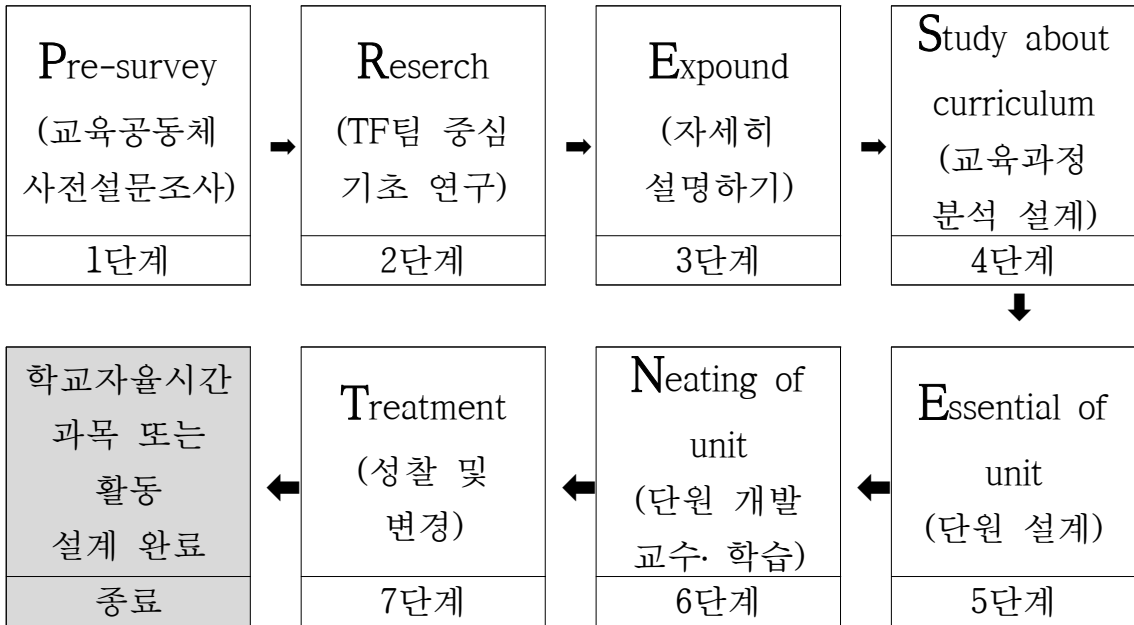 Pre-survey
(교육공동체
사전설문조사)
1단계
Reserch
(TF팀 중심
기초 연구)
2단계
Expound
(자세히
설명하기)
3단계
Study about
curriculum
(교육과정
분석 설계)
4단계
Essential of
unit
(단원 설계)
5단계
Neating of
unit
(단원 개발
교수· 학습)
6단계
Treatment
(성찰 및
변경)
7단계
학교자율시간
과목 또는
활동
설계 완료
종료